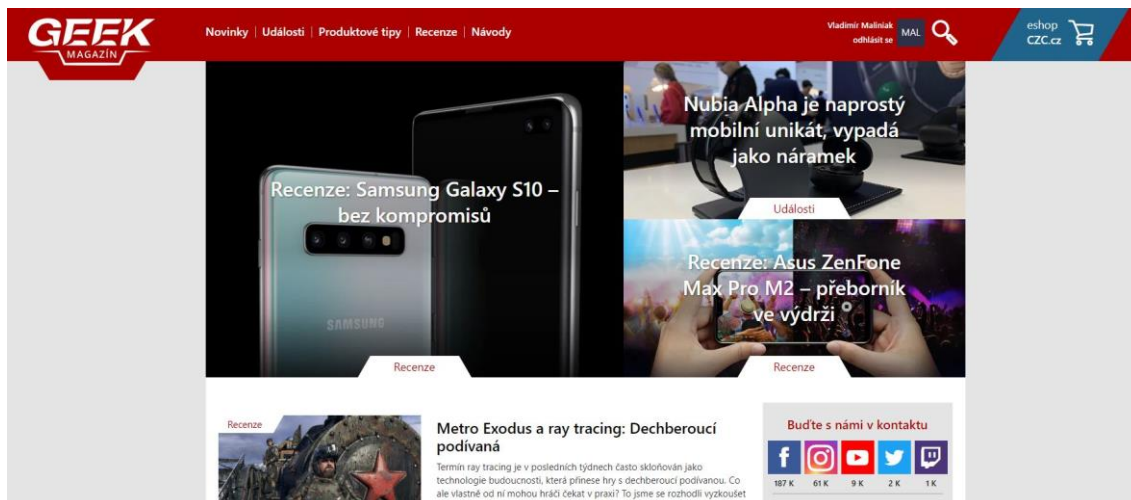 GEEK
MAGAZÍN
Novinky | Události | Produktové tipy | Recenze | Návody
Vladimír Maliniak
odhlásit se
MAL
eshop
CZC.cz
Recenze: Samsung Galaxy S10 –
bez kompromisů
SAMSUNG
Recenze
Nubia Alpha je naprostý
mobilní unikát, vypadá
jako náramek
Události
Recenze: Asus ZenFone
Max Pro M2 – přeborník
ve výdrži
Recenze
Recenze
Metro Exodus a ray tracing: Dechberoucí
podívaná
Termín ray tracing je v posledních týdnech často skloňován jako
technologie budoucnosti, která přinese hry s dechberoucí podívanou. Co
ale vlastně od ní mohou hráči čekat v praxi? To jsme se rozhodli vyzkoušet
Buďte s námi v kontaktu
187 K 61 K 9 K 2 K 1 K